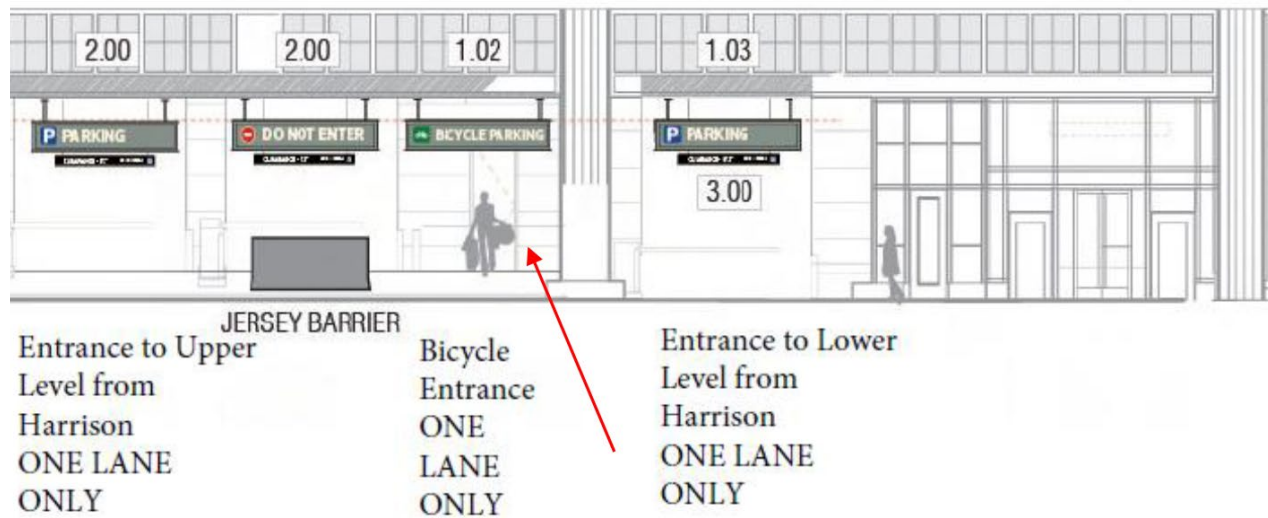 2.00
2.00
1.02
1.03
P PARKING
DO NOT ENTER
BICYCLE PARKING
P PARKING
3.00
JERSEY BARRIER
Entrance to Upper
Level from
Harrison
ONE LANE
ONLY
Bicycle
Entrance
ONE
LANE
ONLY
Entrance to Lower
Level from
Harrison
ONE LANE
ONLY